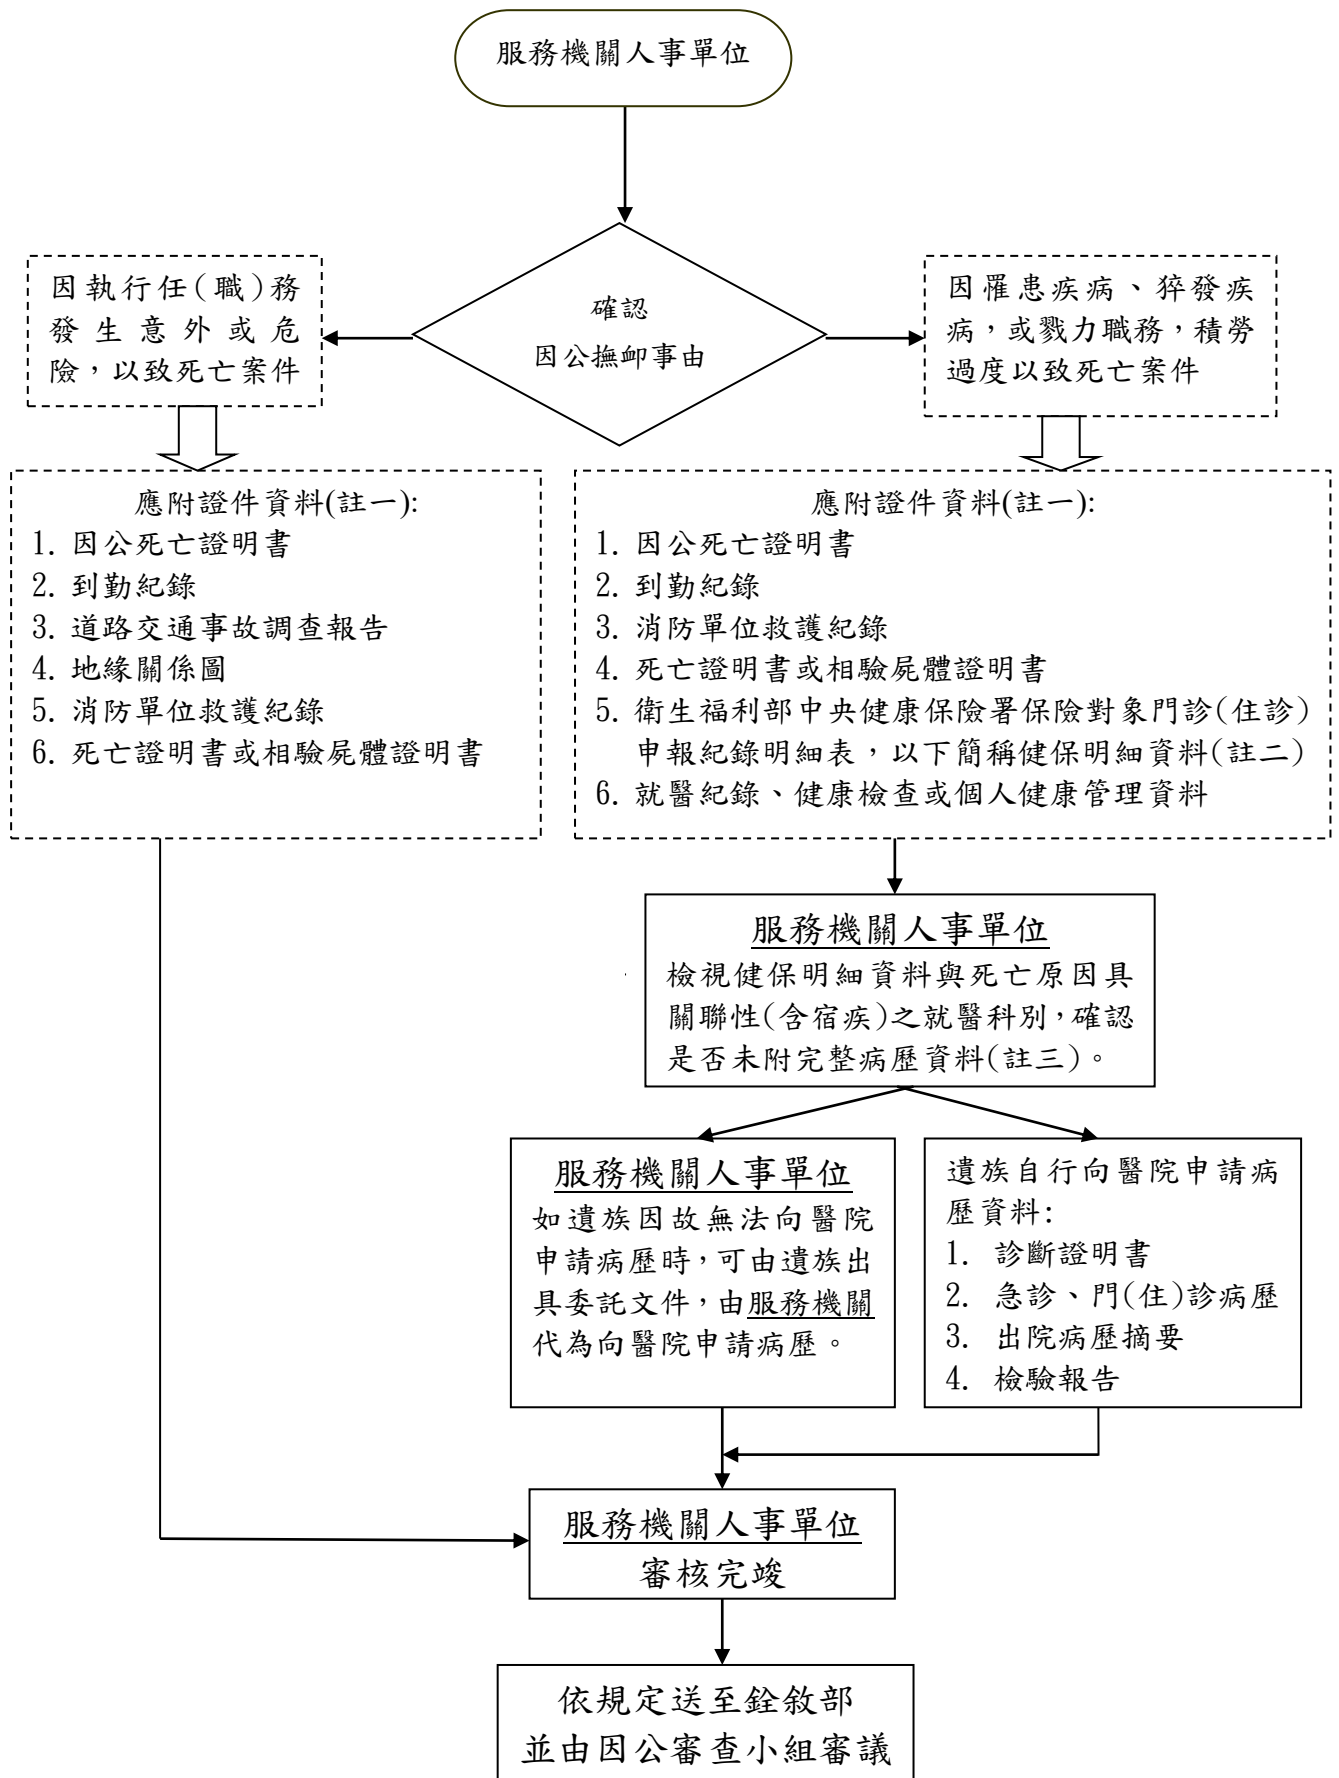 服務機關人事單位
確認
因公撫卹事由
因執行任(職)務
發生意外或危
險，以致死亡案件
因罹患疾病、猝發疾
病，或戮力職務，積勞
過度以致死亡案件
應附證件資料(註一):
1. 因公死亡證明書
2. 到勤紀錄
3. 道路交通事故調查報告
4. 地緣關係圖
5. 消防單位救護紀錄
6. 死亡證明書或相驗屍體證明書
應附證件資料(註一):
1. 因公死亡證明書
2. 到勤紀錄
3. 消防單位救護紀錄
4. 死亡證明書或相驗屍體證明書
5. 衛生福利部中央健康保險署保險對象門診(住診)
申報紀錄明細表，以下簡稱健保明細資料(註二)
6. 就醫紀錄、健康檢查或個人健康管理資料
服務機關人事單位
檢視健保明細資料與死亡原因具
關聯性(含宿疾)之就醫科別，確認
是否未附完整病歷資料(註三)。
服務機關人事單位
如遺族因故無法向醫院
申請病歷時，可由遺族出
具委託文件，由服務機關
代為向醫院申請病歷。
遺族自行向醫院申請病
歷資料:
1. 診斷證明書
2. 急診、門(住)診病歷
3. 出院病歷摘要
4. 檢驗報告
服務機關人事單位
審核完竣
依規定送至銓敘部
並由因公審查小組審議